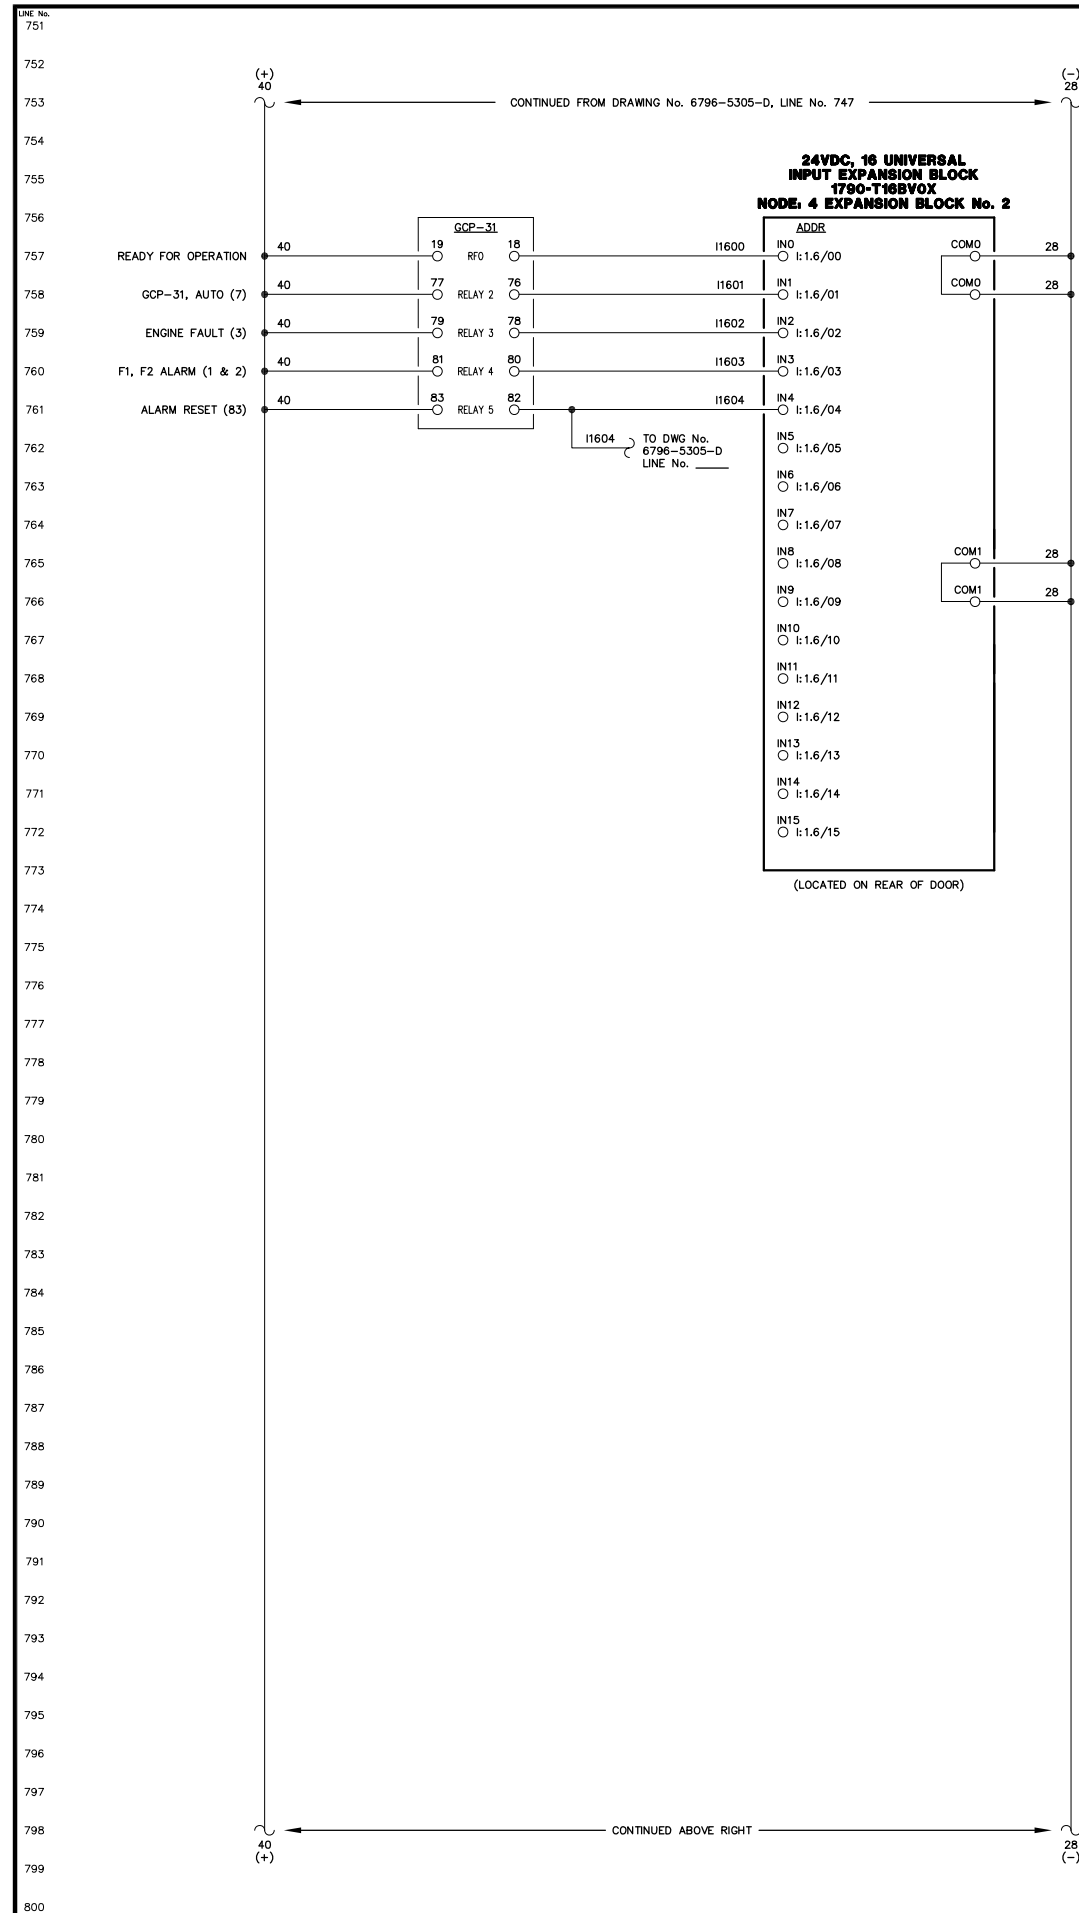 LINE No.
751
752
(+) (-)
40 28
753 CONTINUED FROM DRAWING No. 6796-5305-D, LINE No. 747
754
24VDC, 16 UNIVERSAL
755 INPUT EXPANSION BLOCK
1790-T16BV0X
NODE: 4 EXPANSION BLOCK No. 2
756
GCP-31 ADDR
40 19 18 I1600 IN0 COM0 28
757 READY FOR OPERATION RFO I:1.6/00
40 77 76 I1601 IN1 COM0 28
758 GCP-31, AUTO (7) RELAY 2 I:1.6/01
40 79 78 I1602 IN2
759 ENGINE FAULT (3) RELAY 3 I:1.6/02
40 81 80 I1603 IN3
760 F1, F2 ALARM (1 & 2) RELAY 4 I:1.6/03
40 83 82 I1604 IN4
761 ALARM RESET (83) RELAY 5 I:1.6/04
I1604 TO DWG No. IN5
762 6796-5305-D I:1.6/05
LINE No. ____ IN6
763 I:1.6/06
IN7
764 I:1.6/07
IN8 COM1 28
765 I:1.6/08
IN9 COM1 28
766 I:1.6/09
IN10
767 I:1.6/10
IN11
768 I:1.6/11
IN12
769 I:1.6/12
IN13
770 I:1.6/13
IN14
771 I:1.6/14
IN15
772 I:1.6/15
773
(LOCATED ON REAR OF DOOR)
774
775
776
777
778
779
780
781
782
783
784
785
786
787
788
789
790
791
792
793
794
795
796
797
798 CONTINUED ABOVE RIGHT
40 28
(+) (-)
799
800